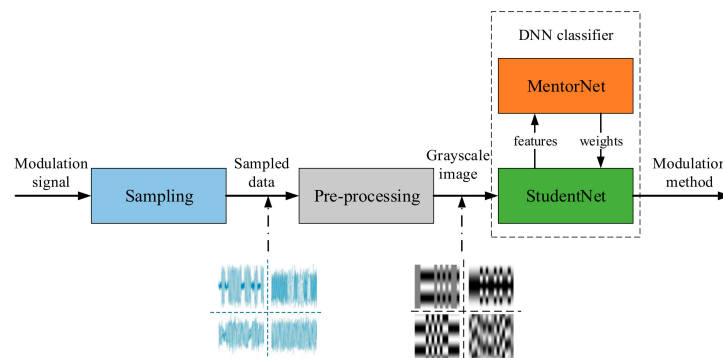 DNN classifier
MentorNet
features
weights
Modulation
signal
Sampling
Sampled
data
Pre-processing
Grayscale
image
StudentNet
Modulation
method